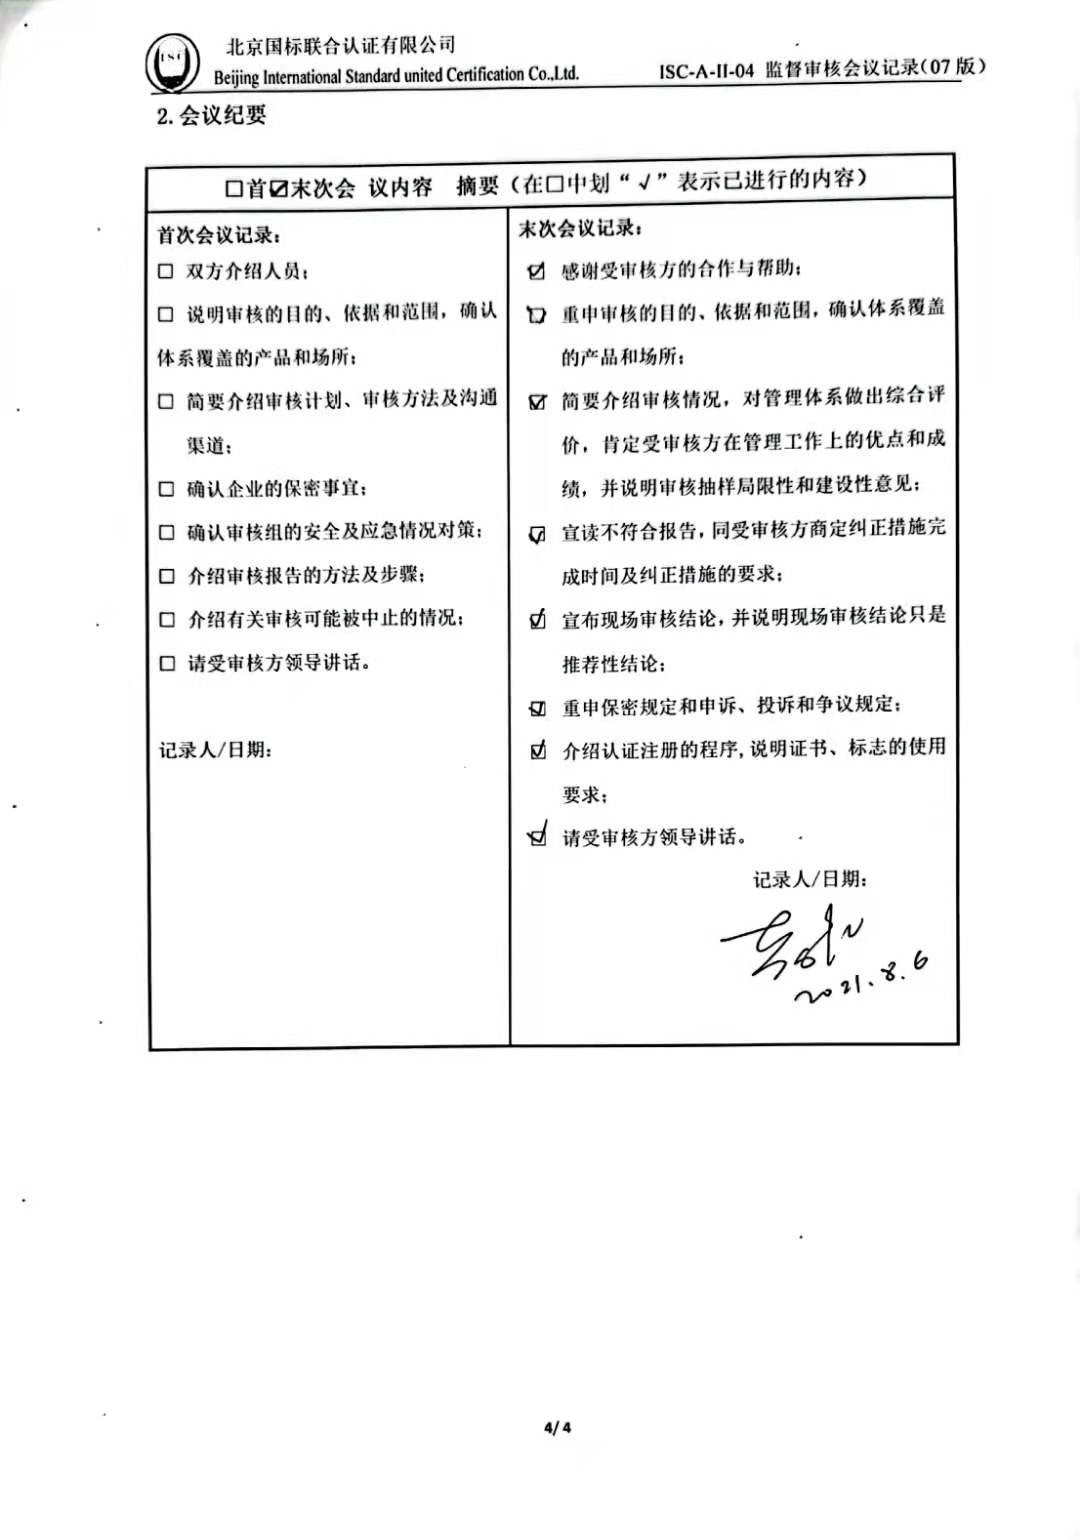 ISC
北京国标联合认证有限公司
Beijing International Standard united Certification Co.,Ltd.
ISC-A-II-04 监督审核会议记录(07版)
2.会议纪要
☐首☑末次会 议内容 摘要（在☐中划“√”表示已进行的内容）
首次会议记录:
☐ 双方介绍人员;
☐ 说明审核的目的、依据和范围，确认
体系覆盖的产品和场所;
☐ 简要介绍审核计划、审核方法及沟通
渠道;
☐ 确认企业的保密事宜;
☐ 确认审核组的安全及应急情况对策;
☐ 介绍审核报告的方法及步骤;
☐ 介绍有关审核可能被中止的情况;
☐ 请受审核方领导讲话。
记录人/日期:
末次会议记录:
☑ 感谢受审核方的合作与帮助;
☑ 重申审核的目的、依据和范围，确认体系覆盖
的产品和场所;
☑ 简要介绍审核情况，对管理体系做出综合评
价，肯定受审核方在管理工作上的优点和成
绩，并说明审核抽样局限性和建设性意见;
☑ 宣读不符合报告，同受审核方商定纠正措施完
成时间及纠正措施的要求;
☑ 宣布现场审核结论，并说明现场审核结论只是
推荐性结论;
☑ 重申保密规定和申诉、投诉和争议规定;
☑ 介绍认证注册的程序，说明证书、标志的使用
要求;
☑ 请受审核方领导讲话。
记录人/日期:
2021.8.6
4/4